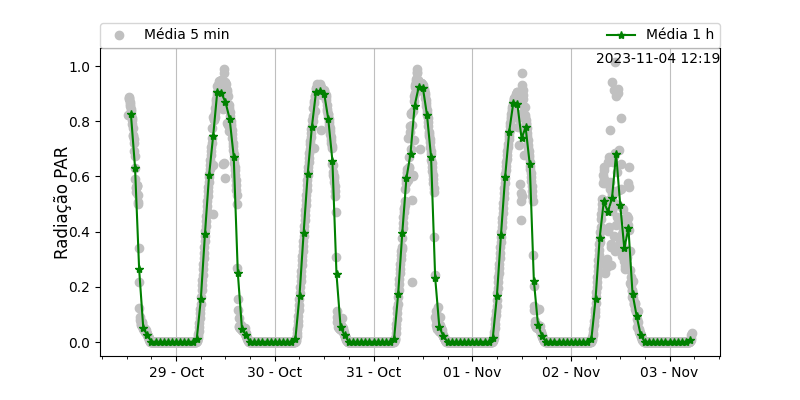 Média 5 min
Média 1 h
2023-11-04 12:19
1.0
0.8
0.6
0.4
0.2
0.0
Radiação PAR
29 - Oct
30 - Oct
31 - Oct
01 - Nov
02 - Nov
03 - Nov